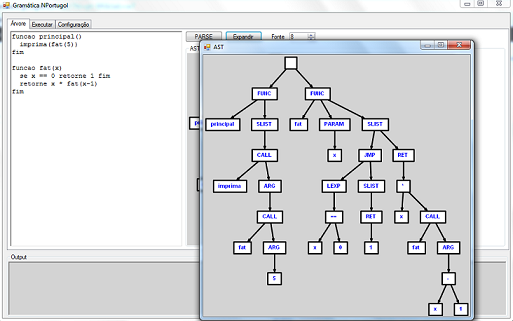 Gramática NPortugol
Árvore Executar Configuração
funcao principal()
imprima(fat(5))
fim
funcao fat(x)
se x == 0 retorne 1 fim
retorne x * fat(x-1)
fim
PARSE Expandir Fonte 8
AST
AST
FUNC FUNC
principal SLIST fat PARAM SLIST
CALL x JMP RET
imprima ARG LEXP SLIST *
CALL == RET x CALL
fat ARG x 0 1 fat ARG
5 -
x 1
Output